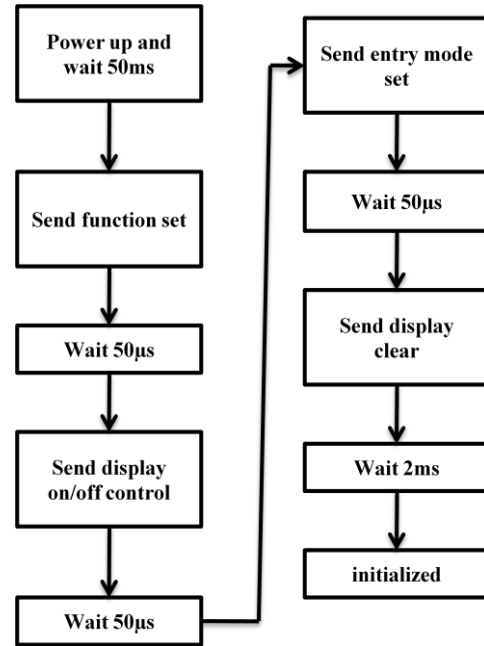 Power up and
wait 50ms
Send function set
Wait 50µs
Send display
on/off control
Wait 50µs
Send entry mode
set
Wait 50µs
Send display
clear
Wait 2ms
initialized